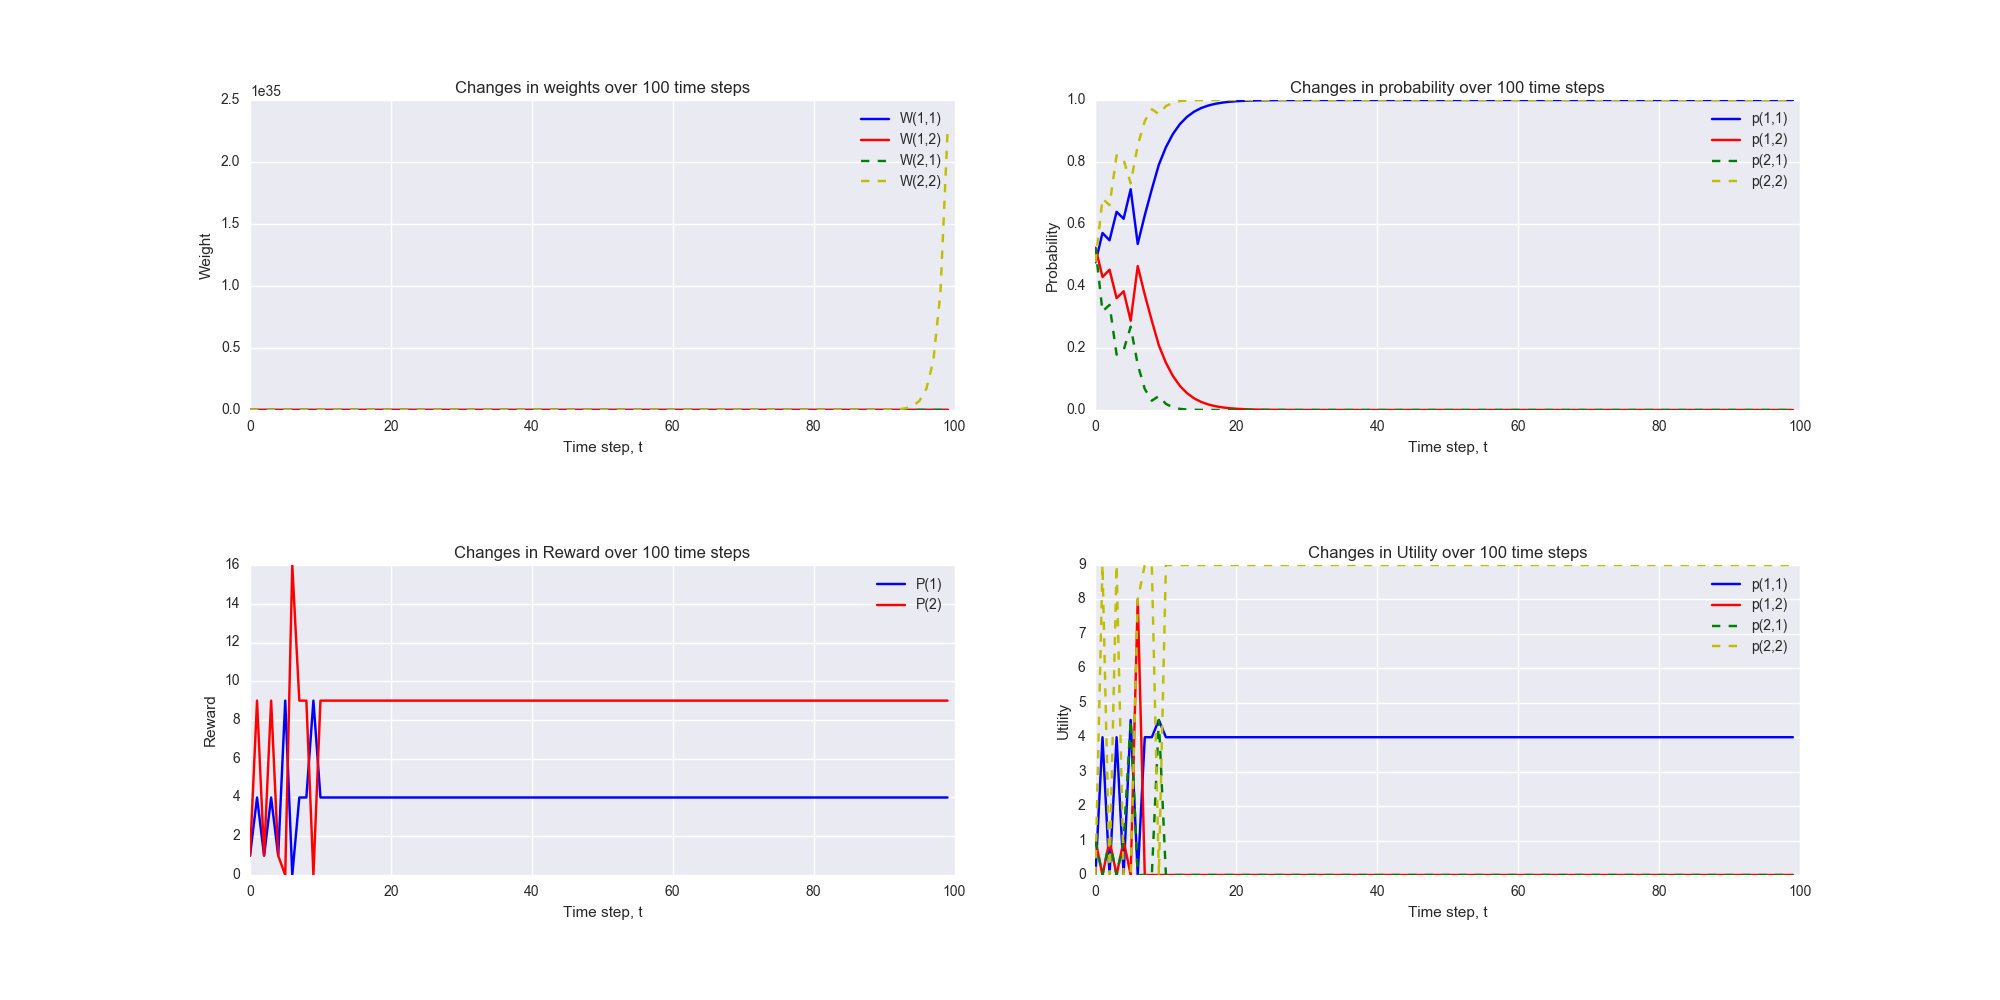 Changes in weights over 100 time steps
1e35
2.5
2.0
1.5
1.0
0.5
0.0
Weight
W(1,1)
W(1,2)
W(2,1)
W(2,2)
0 20 40 60 80 100
Time step, t
Changes in probability over 100 time steps
1.0
0.8
0.6
0.4
0.2
0.0
Probability
p(1,1)
p(1,2)
p(2,1)
p(2,2)
0 20 40 60 80 100
Time step, t
Changes in Reward over 100 time steps
16
14
12
10
8
6
4
2
0
Reward
P(1)
P(2)
0 20 40 60 80 100
Time step, t
Changes in Utility over 100 time steps
9
8
7
6
5
4
3
2
1
0
Utility
p(1,1)
p(1,2)
p(2,1)
p(2,2)
0 20 40 60 80 100
Time step, t